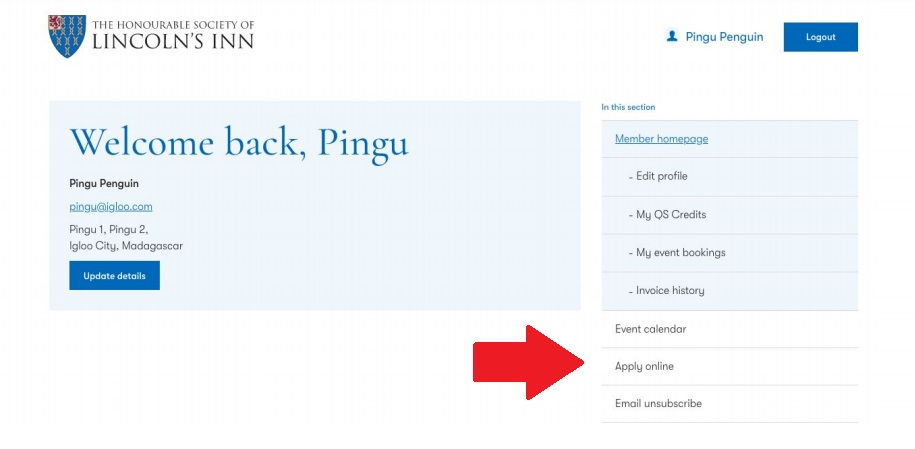 THE HONOURABLE SOCIETY OF
LINCOLN'S INN
Pingu Penguin
Logout
Welcome back, Pingu
Pingu Penguin
pingu@igloo.com
Pingu 1, Pingu 2,
Igloo City, Madagascar
Update details
In this section
Member homepage
- Edit profile
- My QS Credits
- My event bookings
- Invoice history
Event calendar
Apply online
Email unsubscribe